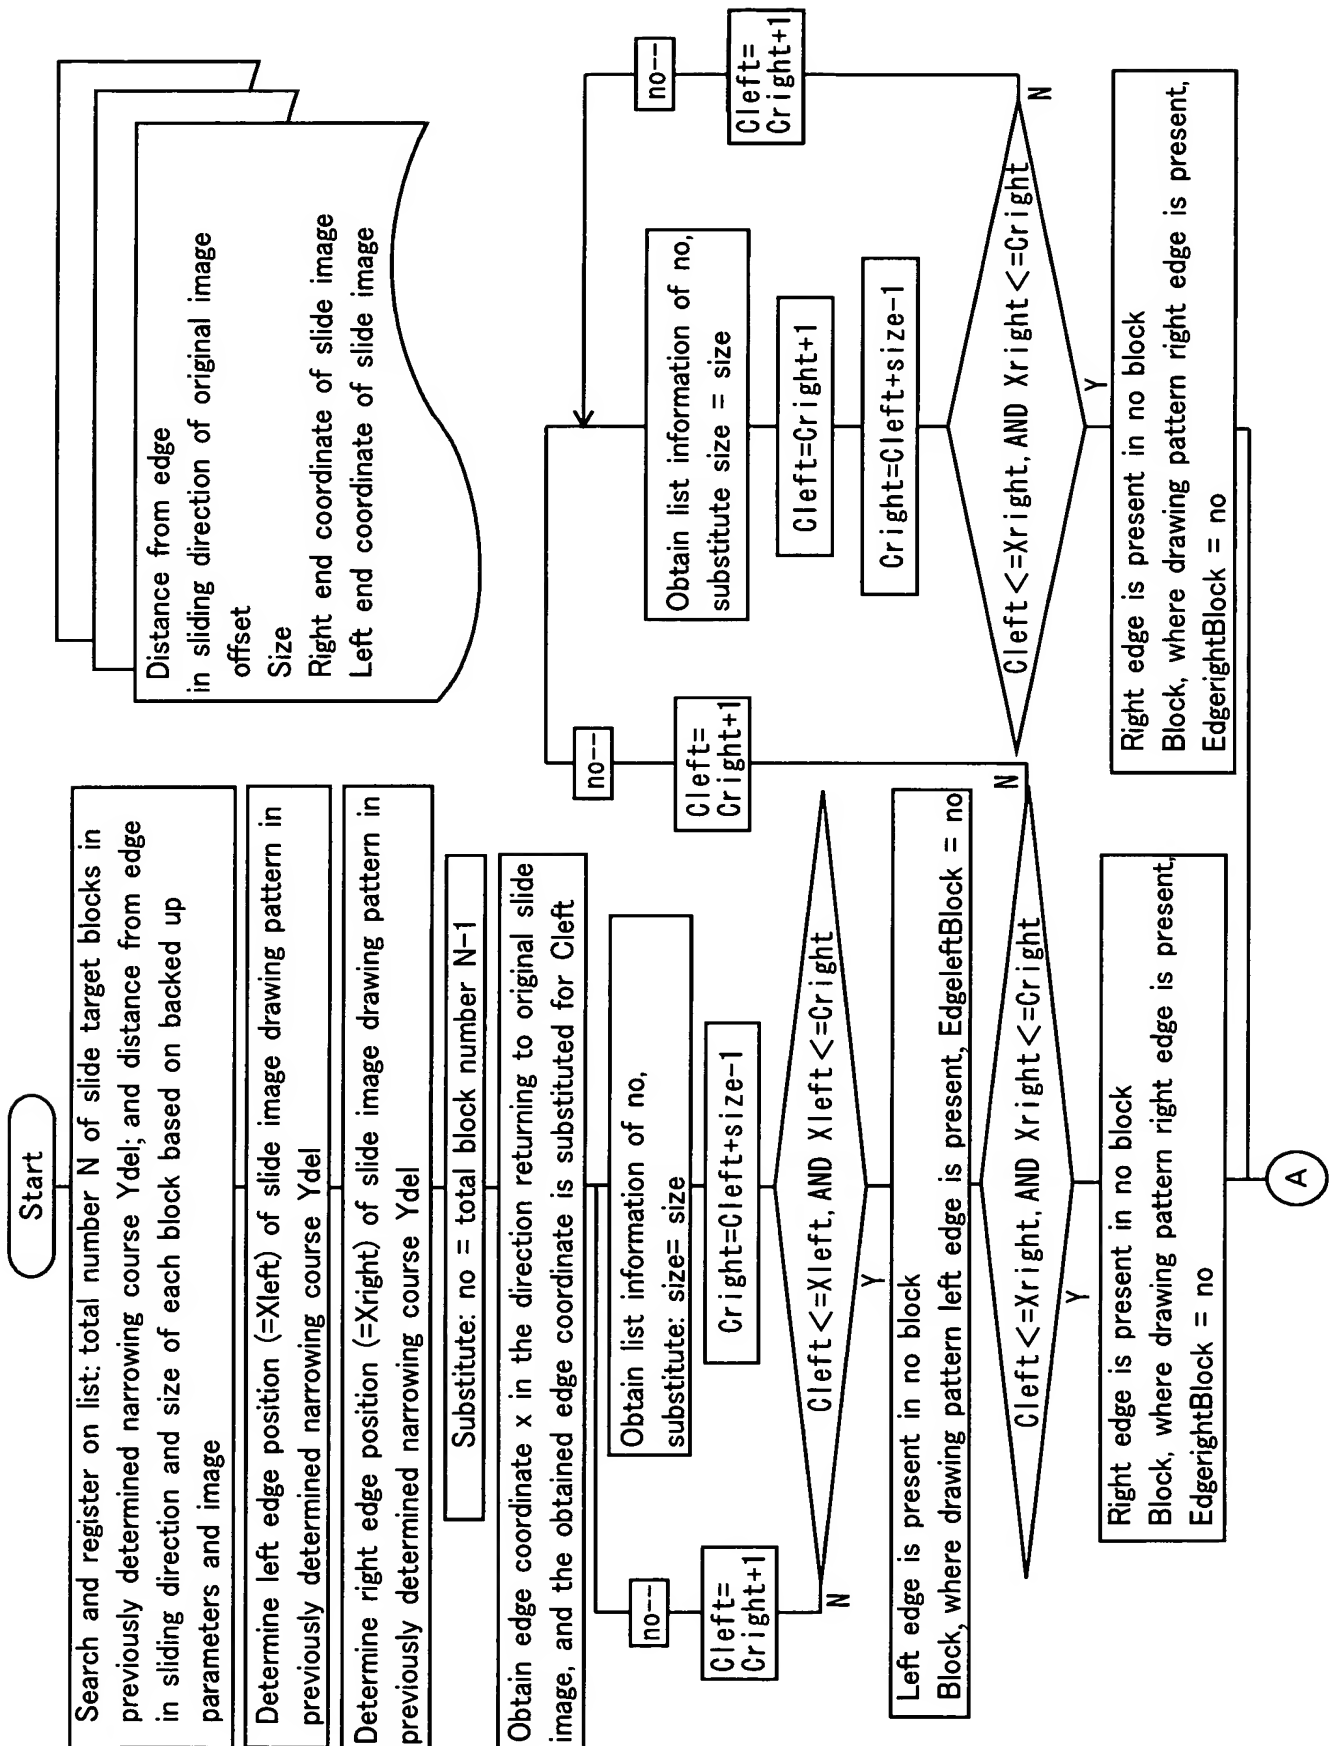 Start
Search and register on list: total number N of slide target blocks in
previously determined narrowing course Ydel; and distance from edge
in sliding direction and size of each block based on backed up
parameters and image
Determine left edge position (=Xleft) of slide image drawing pattern in
previously determined narrowing course Ydel
Determine right edge position (=Xright) of slide image drawing pattern in
previously determined narrowing course Ydel
Substitute: no = total block number N-1
Obtain edge coordinate x in the direction returning to original slide
image, and the obtained edge coordinate is substituted for Cleft
Obtain list information of no,
substitute: size= size
Cright=Cleft+size-1
Cleft<=Xleft, AND Xleft<=Cright
N
Cleft=
Cright+1
no--
Y
Left edge is present in no block
Block, where drawing pattern left edge is present, EdgeleftBlock = no
Cleft<=Xright, AND Xright<=Cright
Y
Right edge is present in no block
Block, where drawing pattern right edge is present,
EdgerightBlock = no
A
N
Cleft=
Cright+1
no--
Distance from edge
in sliding direction of original image
offset
Size
Right end coordinate of slide image
Left end coordinate of slide image
Obtain list information of no,
substitute size = size
Cleft=Cright+1
Cright=Cleft+size-1
Cleft<=Xright, AND Xright<=Cright
N
Cleft=
Cright+1
no--
Y
Right edge is present in no block
Block, where drawing pattern right edge is present,
EdgerightBlock = no